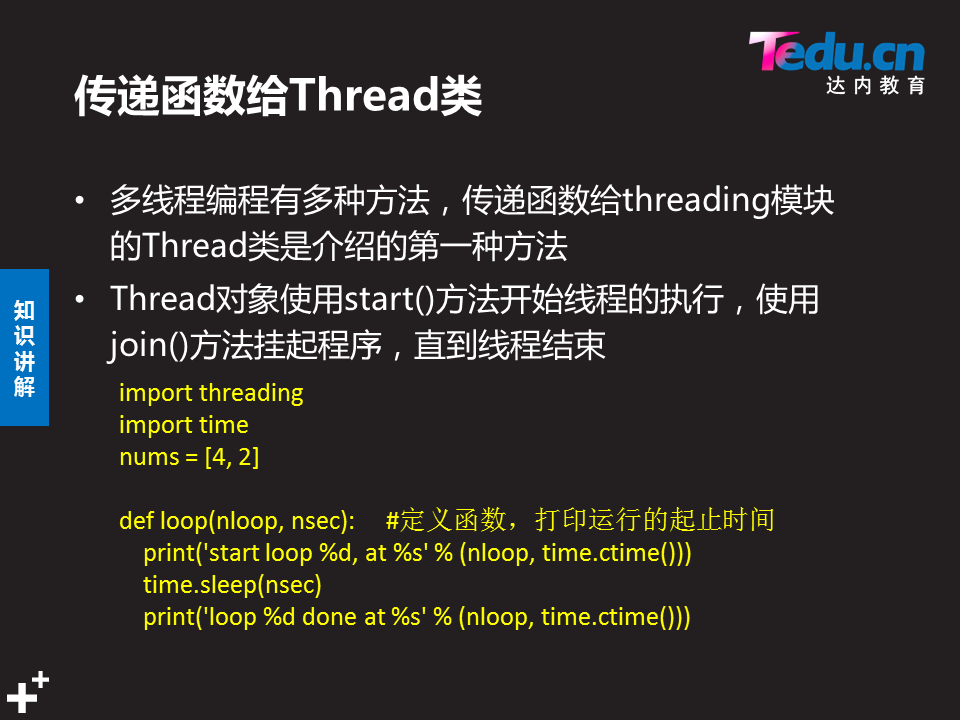 Tedu.cn
达内教育
传递函数给Thread类
• 多线程编程有多种方法，传递函数给threading模块
的Thread类是介绍的第一种方法
• Thread对象使用start()方法开始线程的执行，使用
join()方法挂起程序，直到线程结束
知识讲解
import threading
import time
nums = [4, 2]
def loop(nloop, nsec): #定义函数，打印运行的起止时间
print('start loop %d, at %s' % (nloop, time.ctime()))
time.sleep(nsec)
print('loop %d done at %s' % (nloop, time.ctime()))